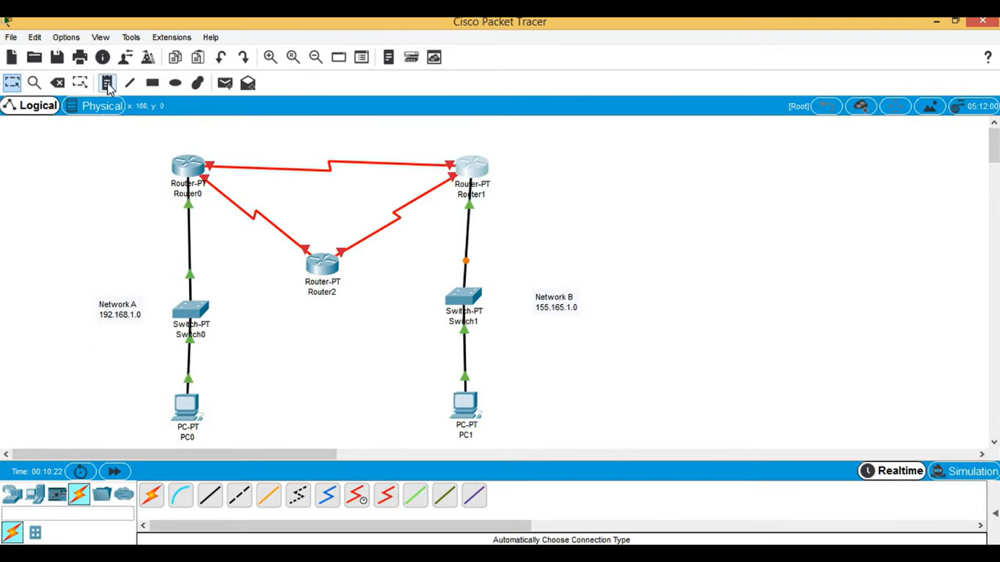 Cisco Packet Tracer
File Edit Options View Tools Extensions Help
?
Logical Physical x: 168, y: 0 [Root] 05:12:00
Router-PT
Router0
Router-PT
Router1
Router-PT
Router2
Network A
192.168.1.0
Switch-PT
Switch0
Switch-PT
Switch1
Network B
155.165.1.0
PC-PT
PC0
PC-PT
PC1
Time: 00:10:22 Realtime Simulation
Automatically Choose Connection Type